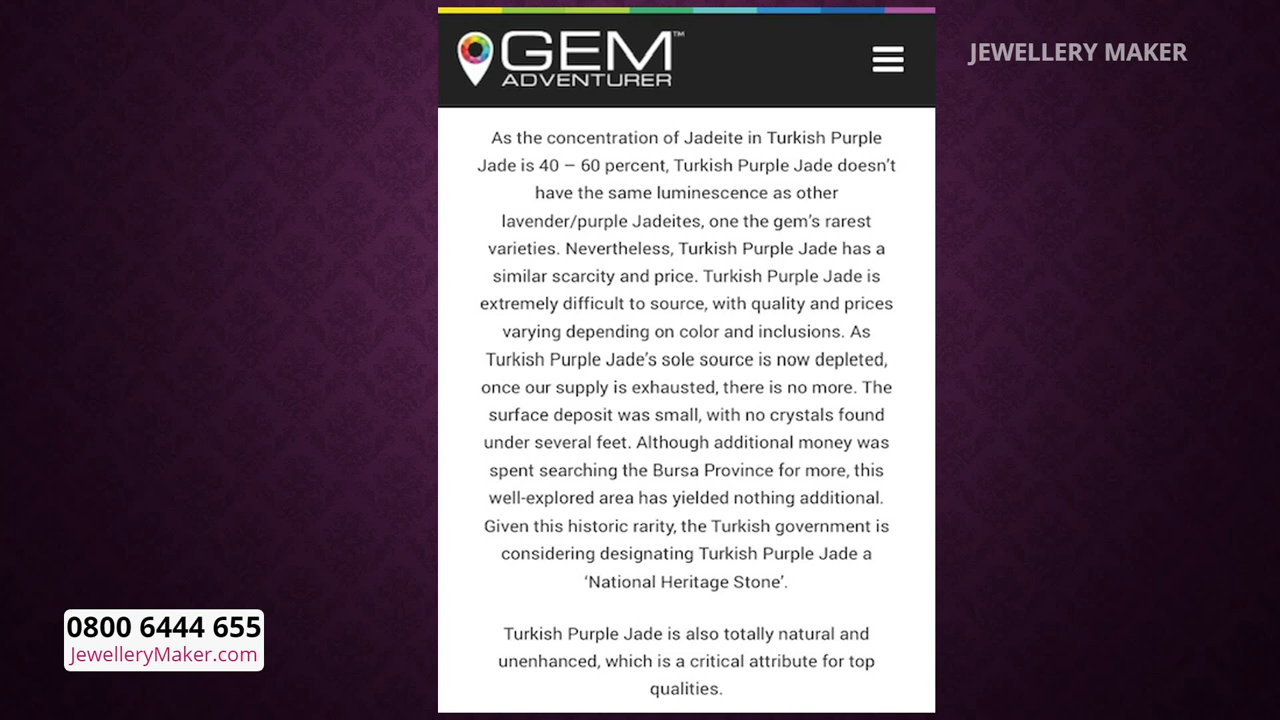 GEM™
ADVENTURER
JEWELLERY MAKER
As the concentration of Jadeite in Turkish Purple
Jade is 40 – 60 percent, Turkish Purple Jade doesn’t
have the same luminescence as other
lavender/purple Jadeites, one the gem’s rarest
varieties. Nevertheless, Turkish Purple Jade has a
similar scarcity and price. Turkish Purple Jade is
extremely difficult to source, with quality and prices
varying depending on color and inclusions. As
Turkish Purple Jade’s sole source is now depleted,
once our supply is exhausted, there is no more. The
surface deposit was small, with no crystals found
under several feet. Although additional money was
spent searching the Bursa Province for more, this
well-explored area has yielded nothing additional.
Given this historic rarity, the Turkish government is
considering designating Turkish Purple Jade a
‘National Heritage Stone’.
Turkish Purple Jade is also totally natural and
unenhanced, which is a critical attribute for top
qualities.
0800 6444 655
JewelleryMaker.com